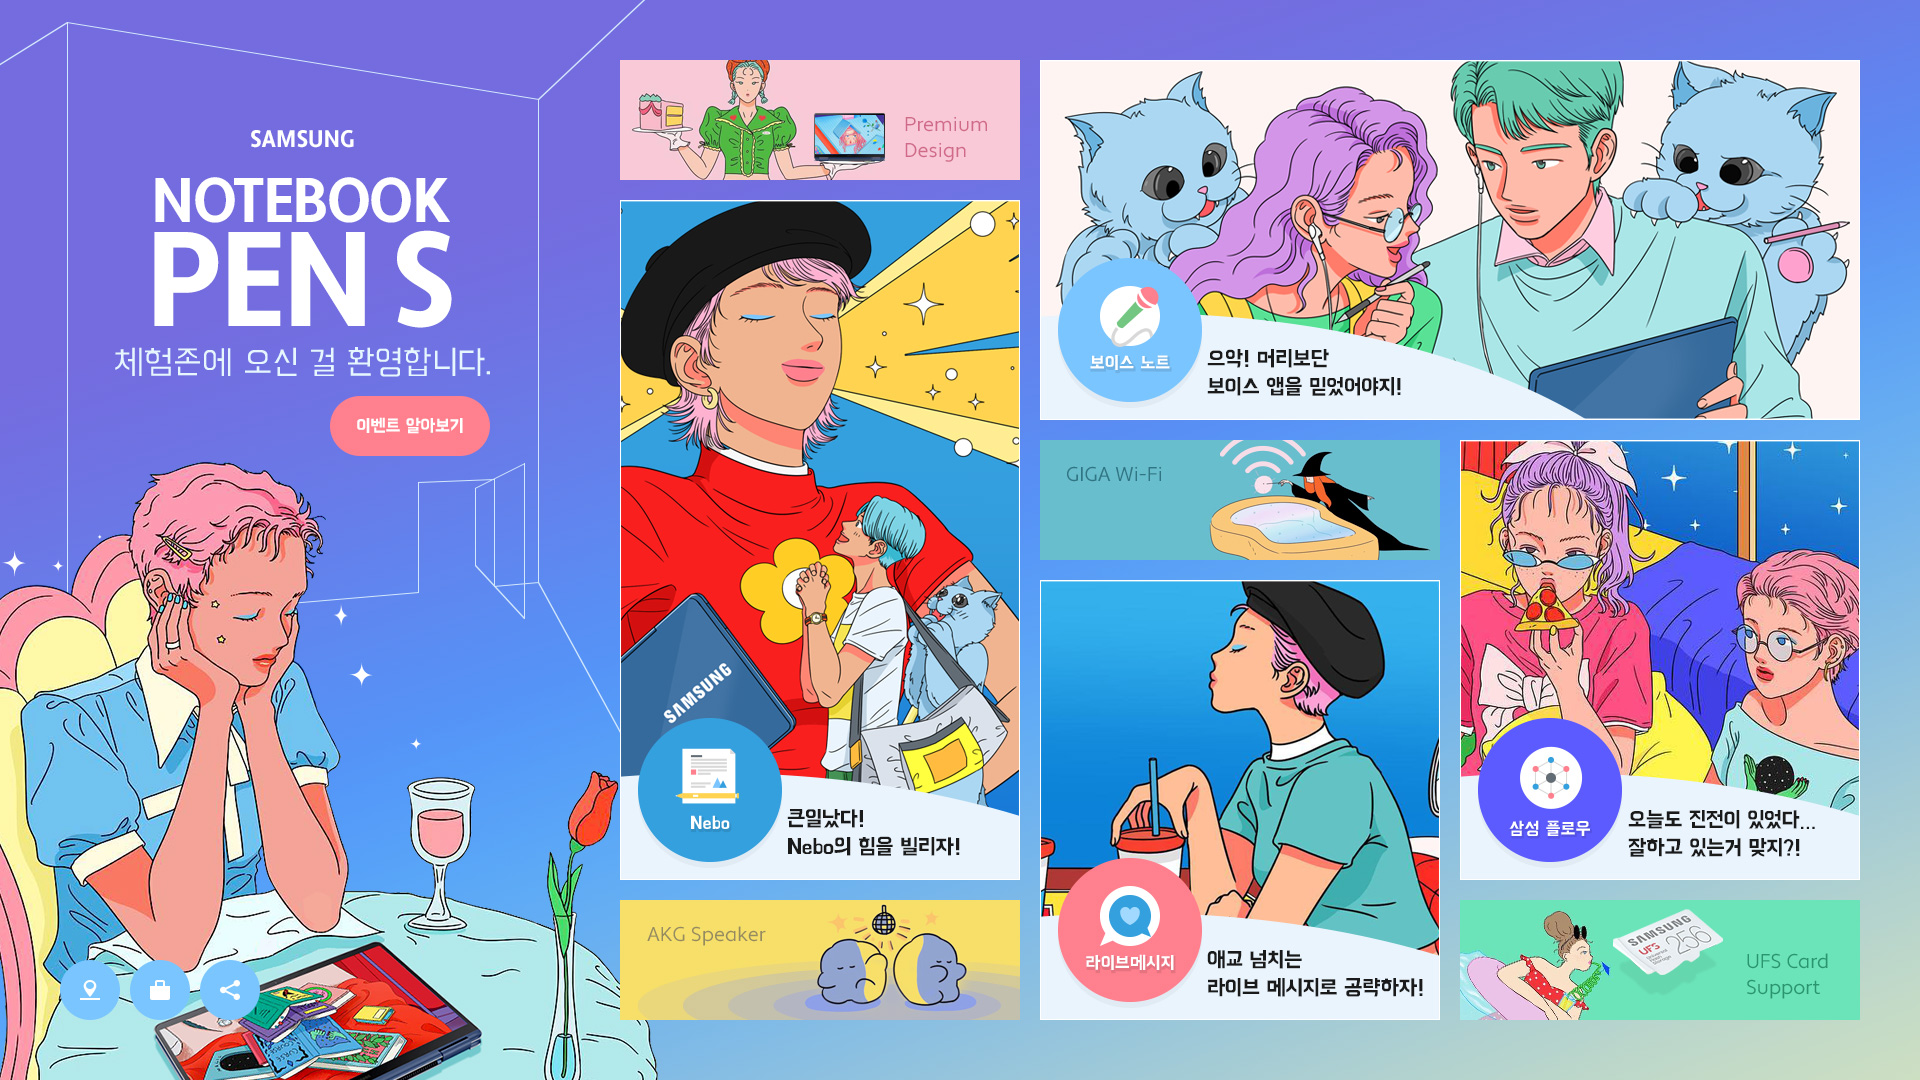 SAMSUNG
NOTEBOOK
PEN S
체험존에 오신 걸 환영합니다.
이벤트 알아보기
Premium
Design
SAMSUNG
Nebo
큰일났다!
Nebo의 힘을 빌리자!
AKG Speaker
보이스 노트
으악! 머리보단
보이스 앱을 믿었어야지!
GIGA Wi-Fi
라이브메시지
애교 넘치는
라이브 메시지로 공략하자!
삼성 플로우
오늘도 진전이 있었다...
잘하고 있는거 맞지?!
SAMSUNG
UFS
256
UFS Card
Support